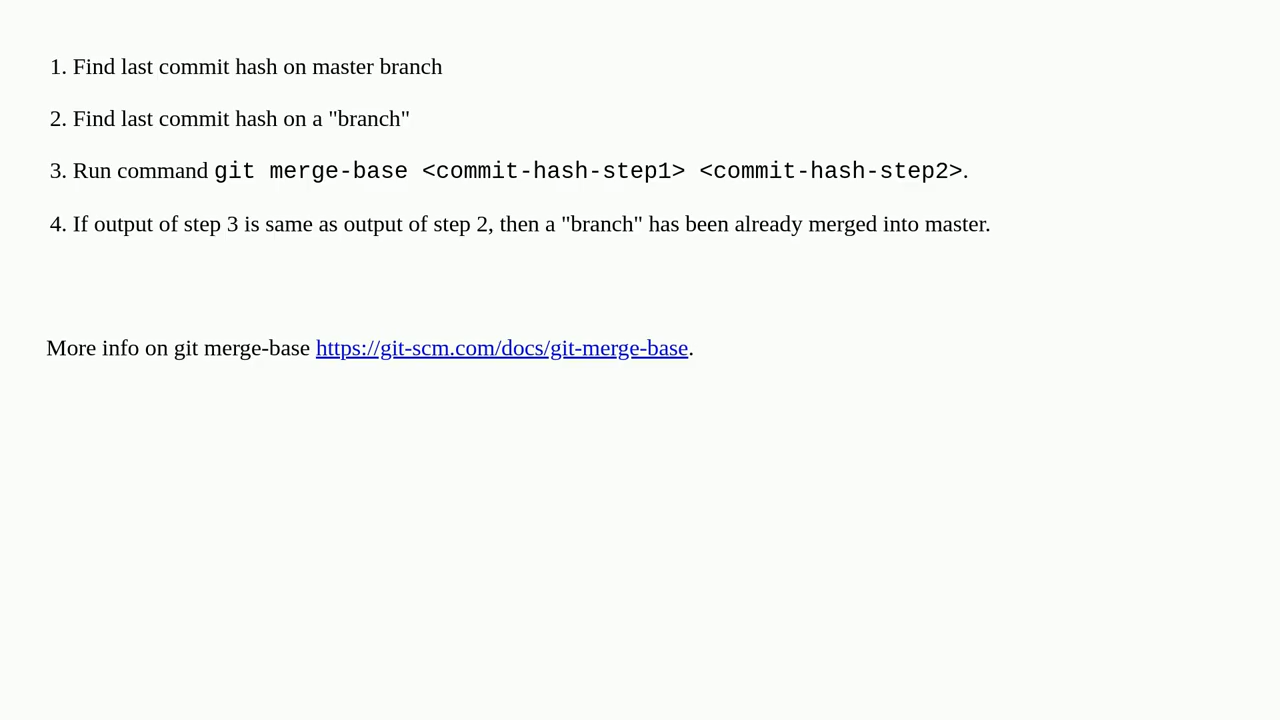 1. Find last commit hash on master branch
2. Find last commit hash on a "branch"
3. Run command git merge-base <commit-hash-step1> <commit-hash-step2>.
4. If output of step 3 is same as output of step 2, then a "branch" has been already merged into master.
More info on git merge-base https://git-scm.com/docs/git-merge-base.